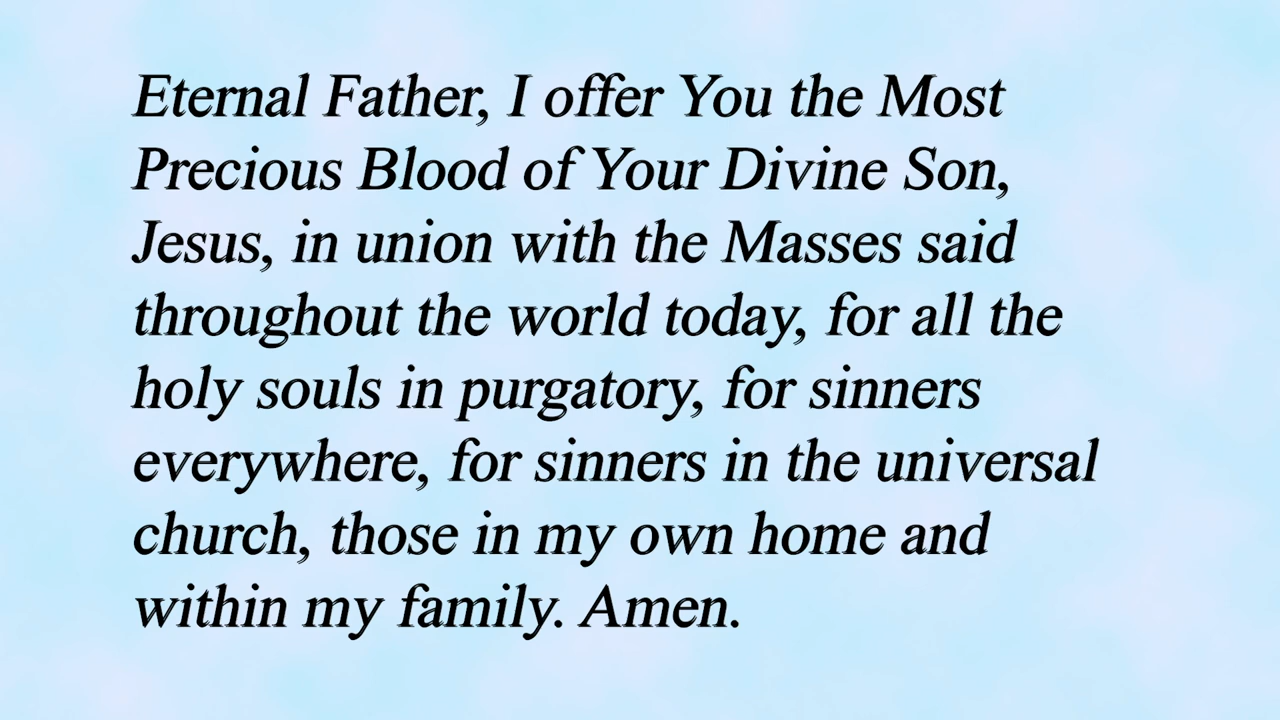 Eternal Father, I offer You the Most
Precious Blood of Your Divine Son,
Jesus, in union with the Masses said
throughout the world today, for all the
holy souls in purgatory, for sinners
everywhere, for sinners in the universal
church, those in my own home and
within my family. Amen.